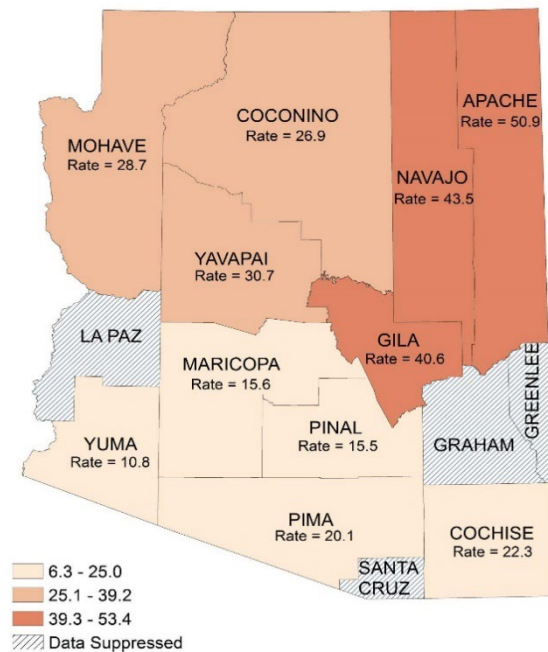 APACHE
Rate = 50.9
COCONINO
Rate = 26.9
MOHAVE
Rate = 28.7
NAVAJO
Rate = 43.5
YAVAPAI
Rate = 30.7
LA PAZ
GILA
Rate = 40.6
MARICOPA
Rate = 15.6
GREENLEE
PINAL
Rate = 15.5
GRAHAM
YUMA
Rate = 10.8
PIMA
Rate = 20.1
COCHISE
Rate = 22.3
SANTA
CRUZ
6.3 - 25.0
25.1 - 39.2
39.3 - 53.4
Data Suppressed